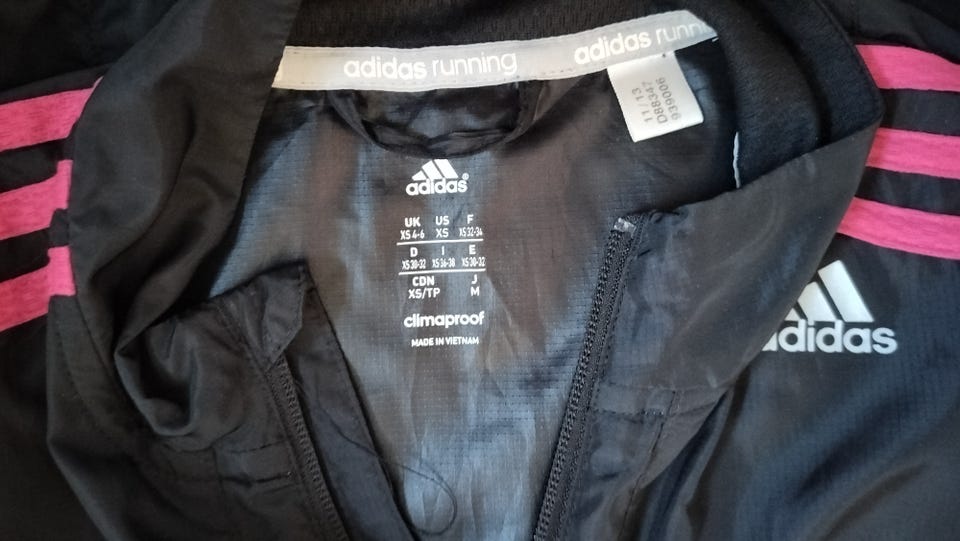 adidas running
adidas running
11/13
D88347
939006
adidas
UK US F
XS 4-6 XS XS 32-34
D I E
XS 30-32 XS 36-38 XS 30-32
CDN J
XS/TP M
climaproof
MADE IN VIETNAM
adidas